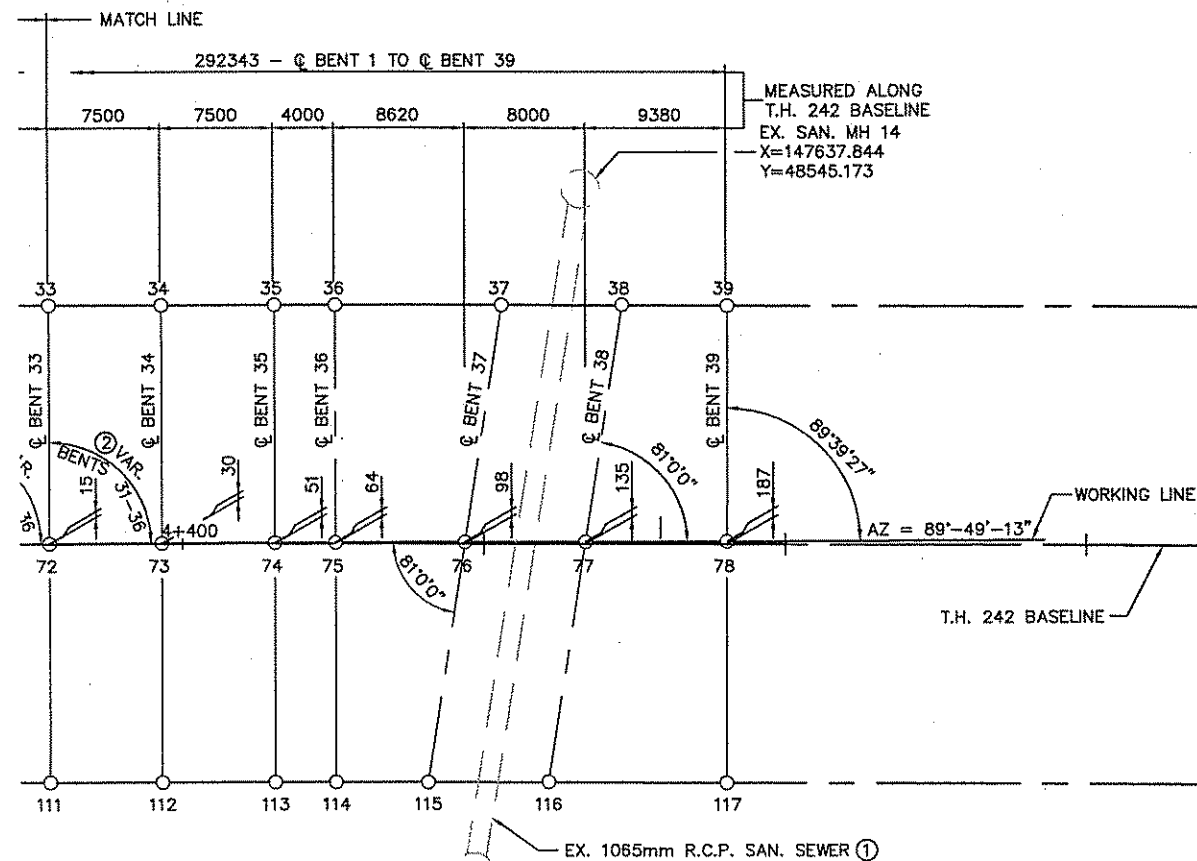 MATCH LINE
292343 - ℄ BENT 1 TO ℄ BENT 39
MEASURED ALONG
T.H. 242 BASELINE
7500 7500 4000 8620 8000 9380
EX. SAN. MH 14
X=147637.844
Y=48545.173
33 34 35 36 37 38 39
℄ BENT 33
℄ BENT 34
℄ BENT 35
℄ BENT 36
℄ BENT 37
℄ BENT 38
℄ BENT 39
② VAR.
BENTS 31-36
R.
36
15
30
51
64
98
135
187
81°0'0"
89°39'27"
4+400
WORKING LINE
AZ = 89°-49'-13"
72 73 74 75 76 77 78
81°0'0"
T.H. 242 BASELINE
111 112 113 114 115 116 117
EX. 1065mm R.C.P. SAN. SEWER ①